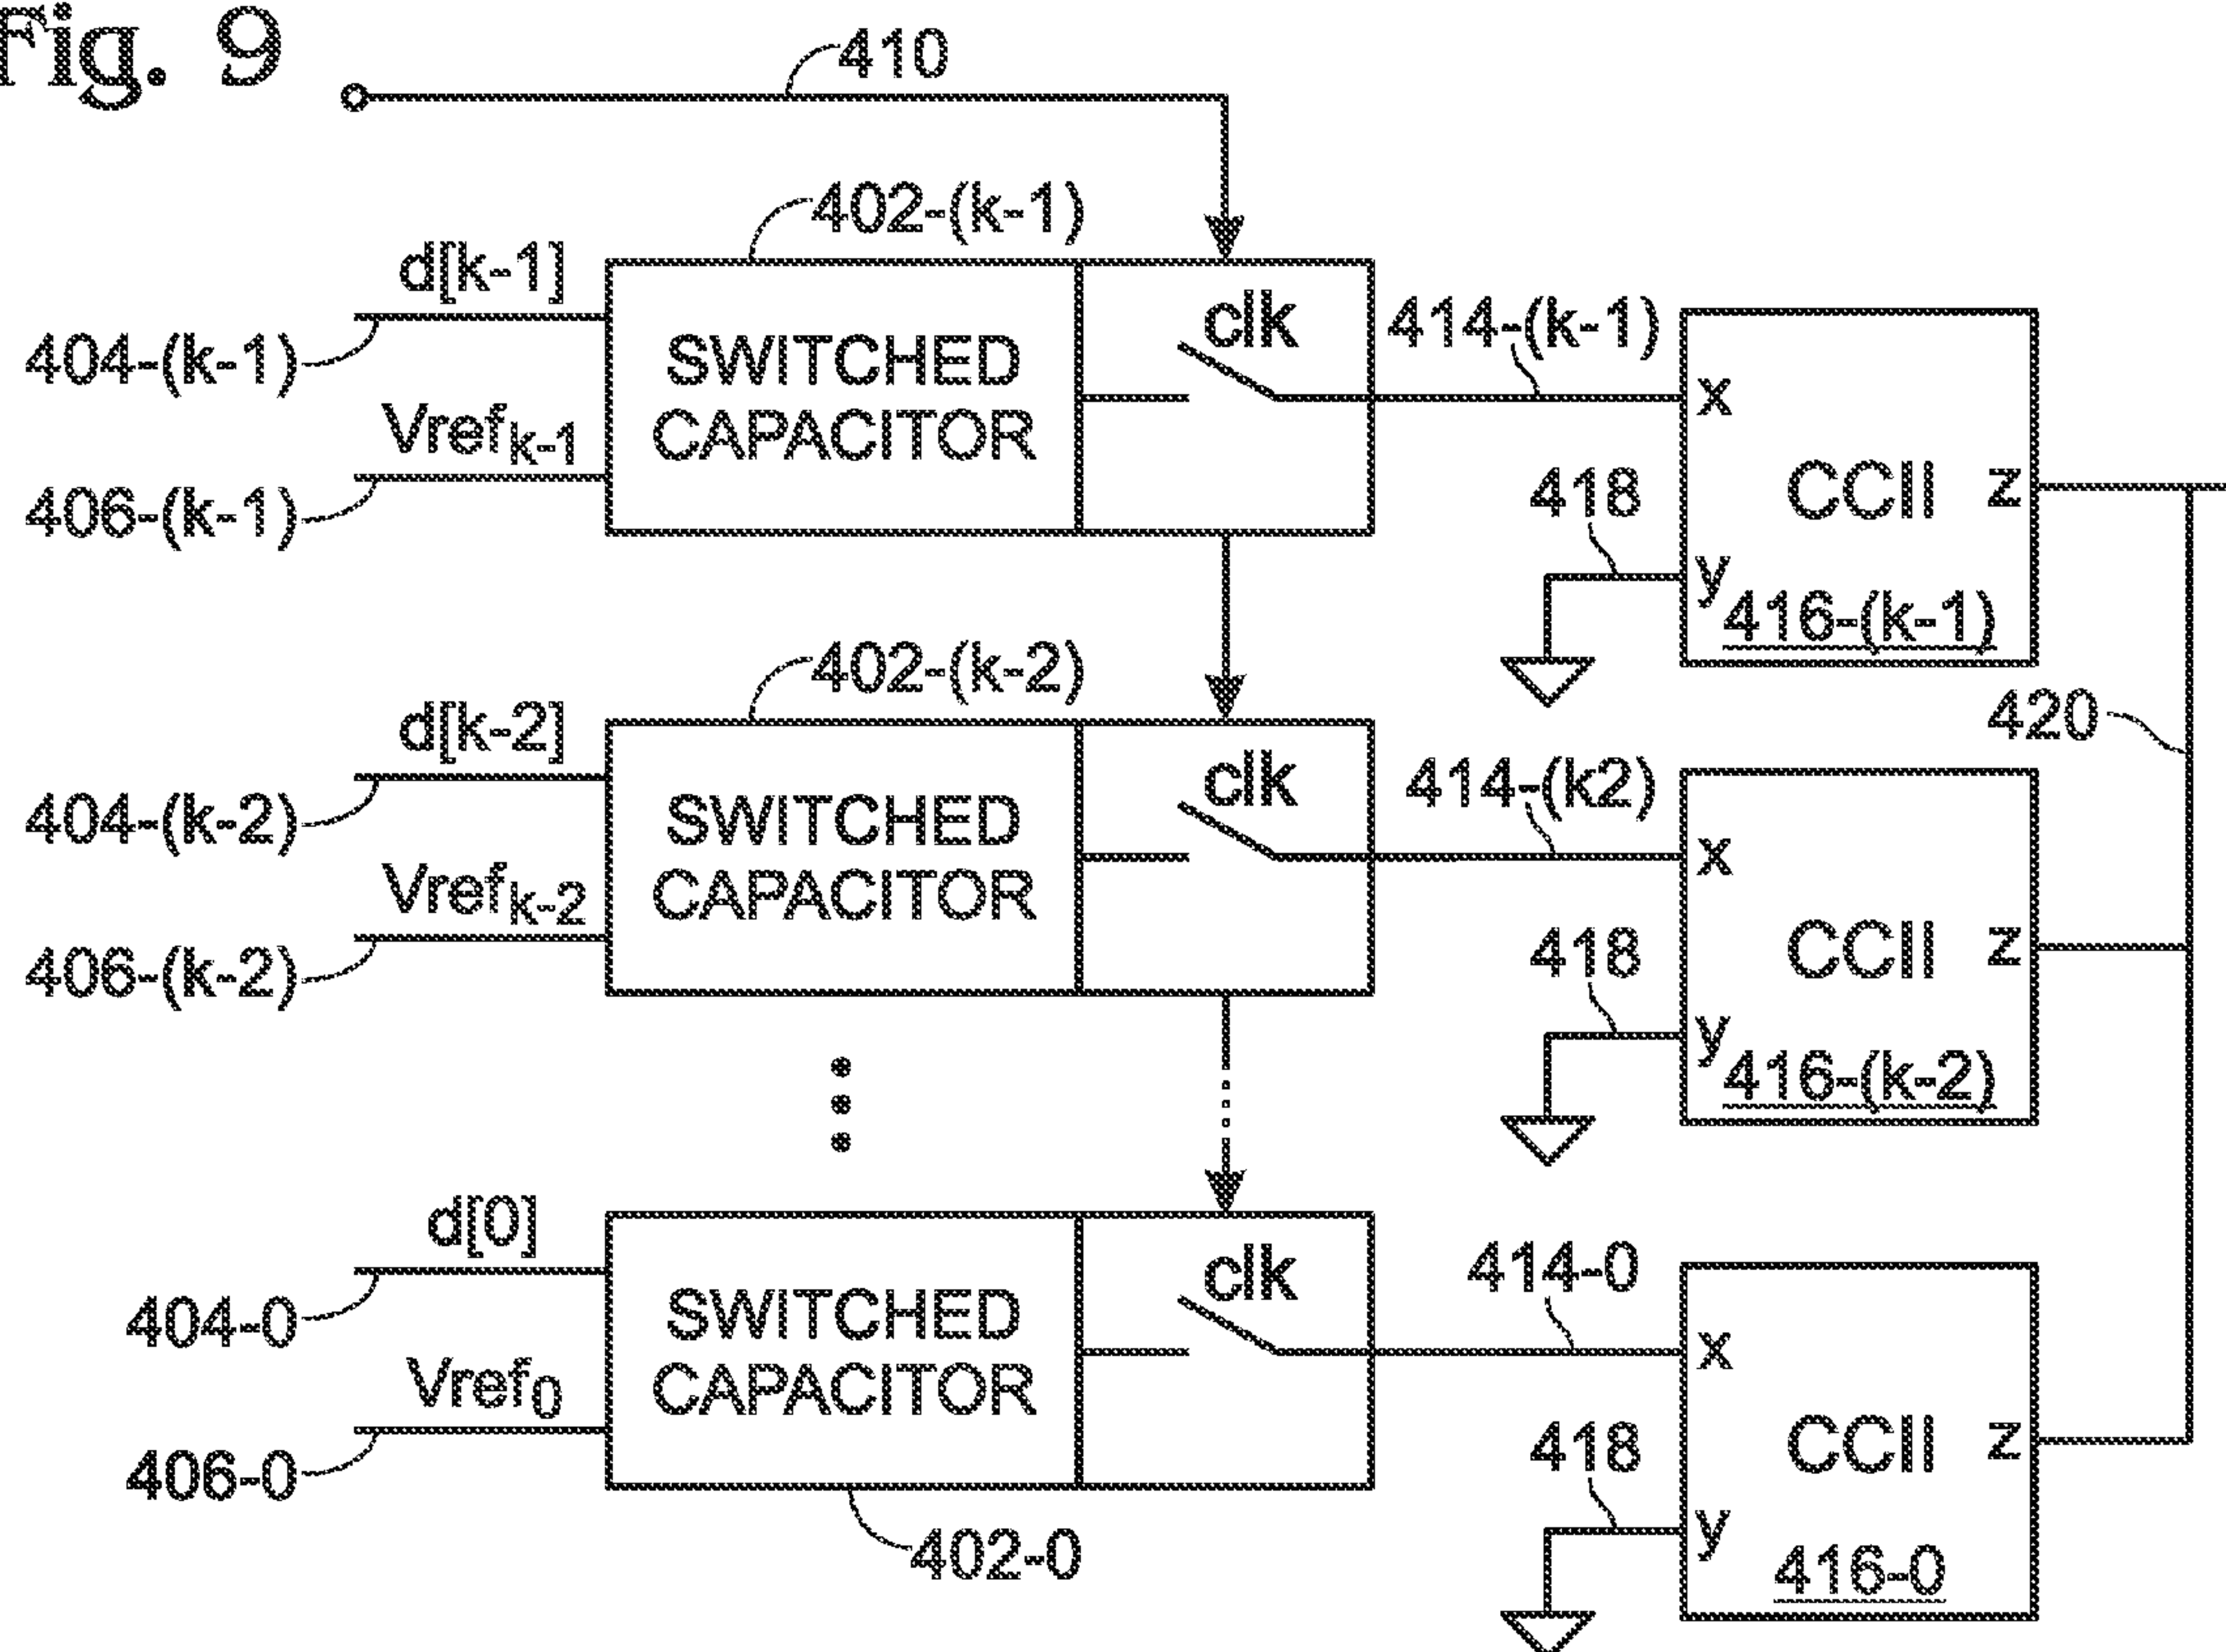 Fig. 9
410
402-(k-1)
d[k-1]
404-(k-1)
Vrefk-1
406-(k-1)
SWITCHED
CAPACITOR
clk
414-(k-1)
x
418
CCII
z
y
416-(k-1)
402-(k-2)
d[k-2]
404-(k-2)
Vrefk-2
406-(k-2)
SWITCHED
CAPACITOR
clk
414-(k2)
420
x
418
CCII
z
y
416-(k-2)
d[0]
404-0
Vref0
406-0
SWITCHED
CAPACITOR
clk
402-0
414-0
x
418
CCII
z
y
416-0